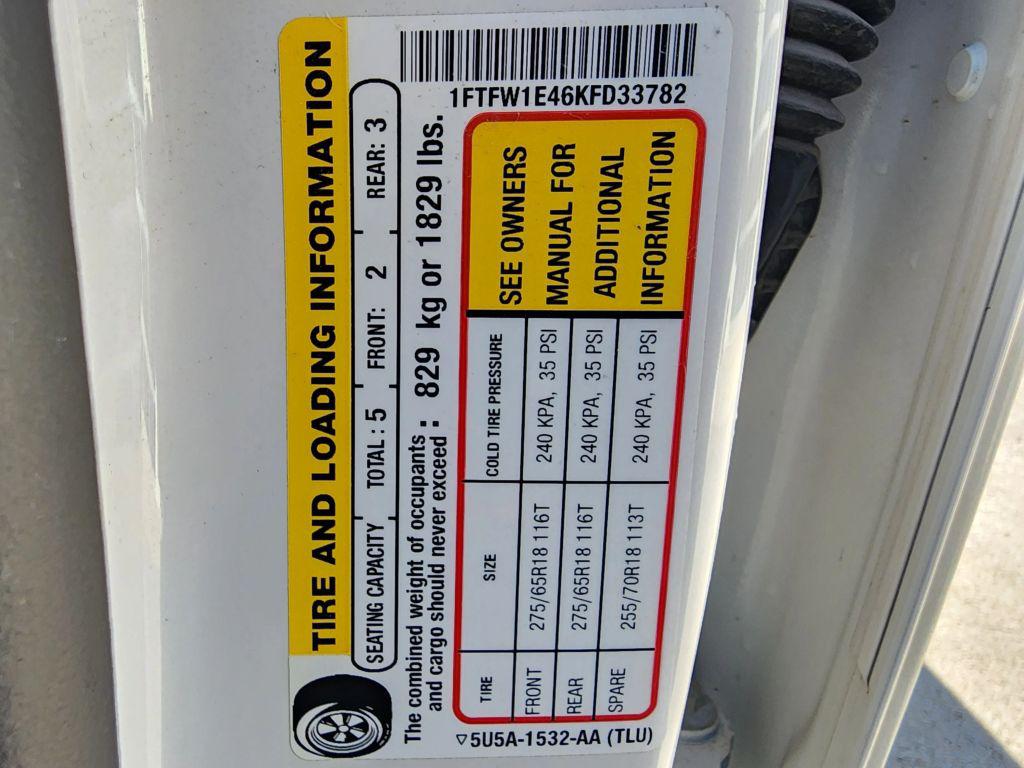 TIRE AND LOADING INFORMATION
SEATING CAPACITY TOTAL : 5 FRONT: 2 REAR: 3
The combined weight of occupants
and cargo should never exceed : 829 kg or 1829 lbs.
TIRE SIZE COLD TIRE PRESSURE
FRONT 275/65R18 116T 240 KPA, 35 PSI
REAR 275/65R18 116T 240 KPA, 35 PSI
SPARE 255/70R18 113T 240 KPA, 35 PSI
SEE OWNERS
MANUAL FOR
ADDITIONAL
INFORMATION
5U5A-1532-AA (TLU)
1FTFW1E46KFD33782